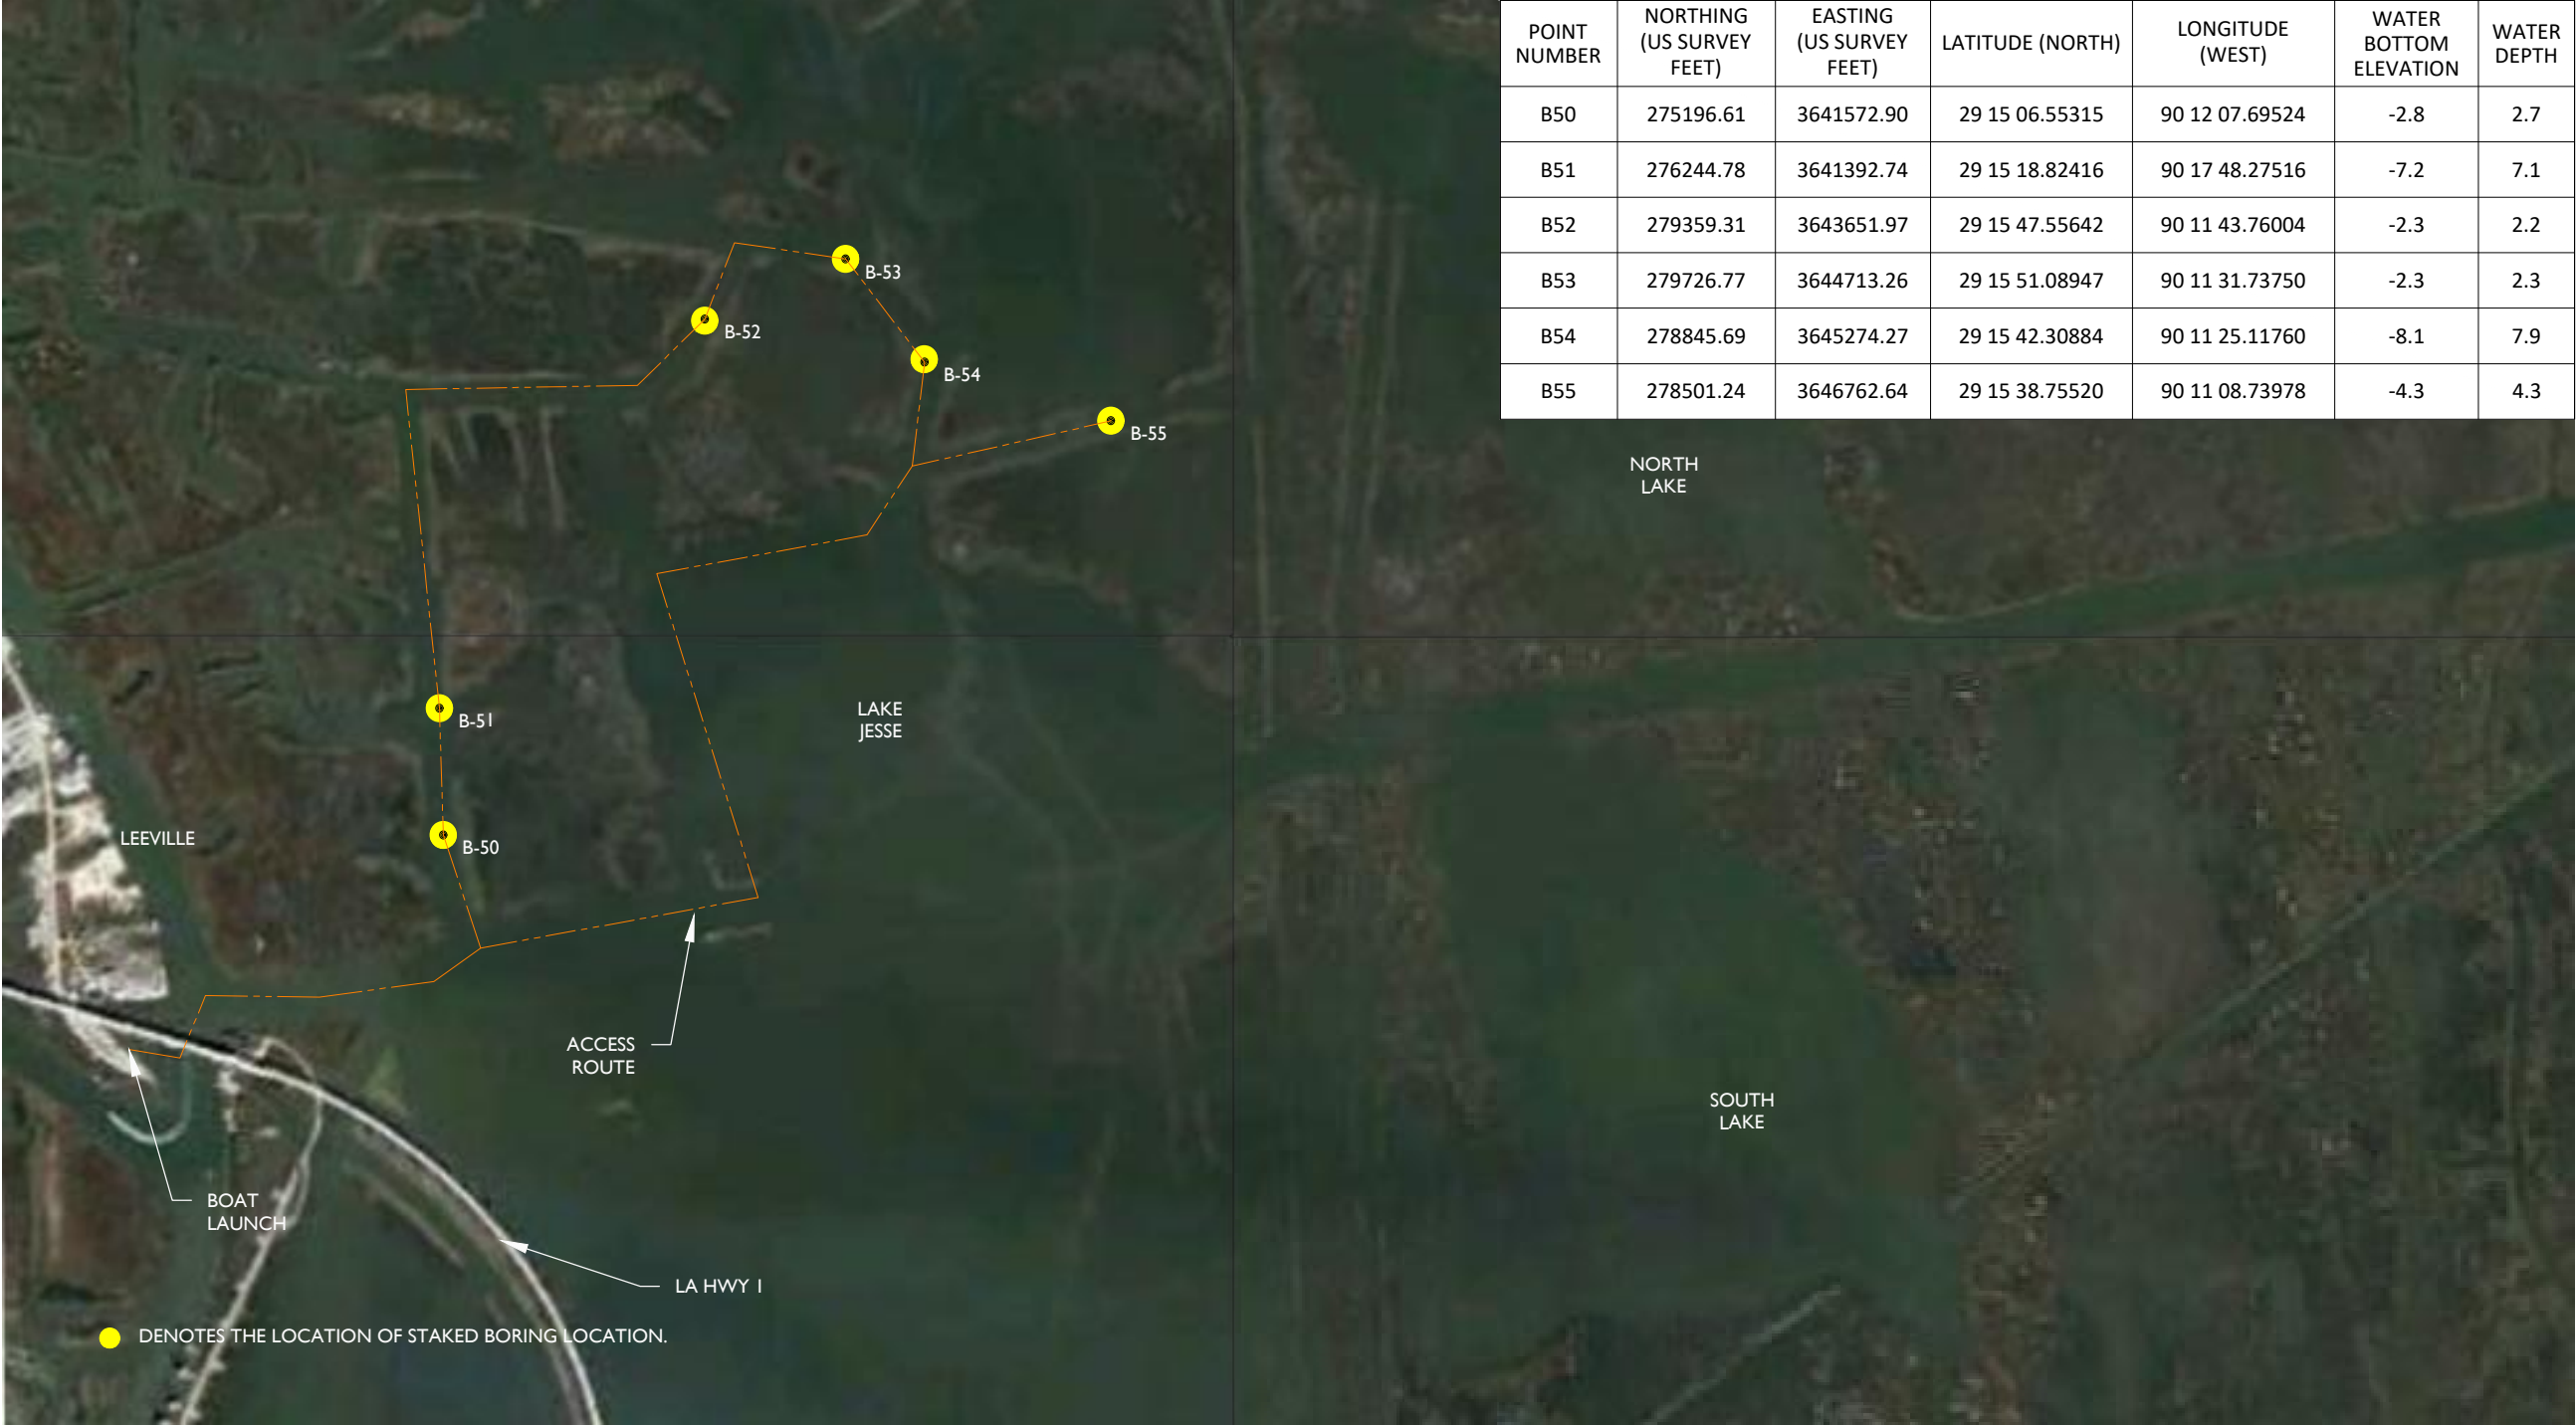 POINT NUMBER | NORTHING (US SURVEY FEET) | EASTING (US SURVEY FEET) | LATITUDE (NORTH) | LONGITUDE (WEST) | WATER BOTTOM ELEVATION | WATER DEPTH
B50 | 275196.61 | 3641572.90 | 29 15 06.55315 | 90 12 07.69524 | -2.8 | 2.7
B51 | 276244.78 | 3641392.74 | 29 15 18.82416 | 90 17 48.27516 | -7.2 | 7.1
B52 | 279359.31 | 3643651.97 | 29 15 47.55642 | 90 11 43.76004 | -2.3 | 2.2
B53 | 279726.77 | 3644713.26 | 29 15 51.08947 | 90 11 31.73750 | -2.3 | 2.3
B54 | 278845.69 | 3645274.27 | 29 15 42.30884 | 90 11 25.11760 | -8.1 | 7.9
B55 | 278501.24 | 3646762.64 | 29 15 38.75520 | 90 11 08.73978 | -4.3 | 4.3
B-53
B-52
B-54
B-55
NORTH
LAKE
B-51
LAKE
JESSE
LEEVILLE
B-50
ACCESS
ROUTE
SOUTH
LAKE
BOAT
LAUNCH
LA HWY 1
DENOTES THE LOCATION OF STAKED BORING LOCATION.